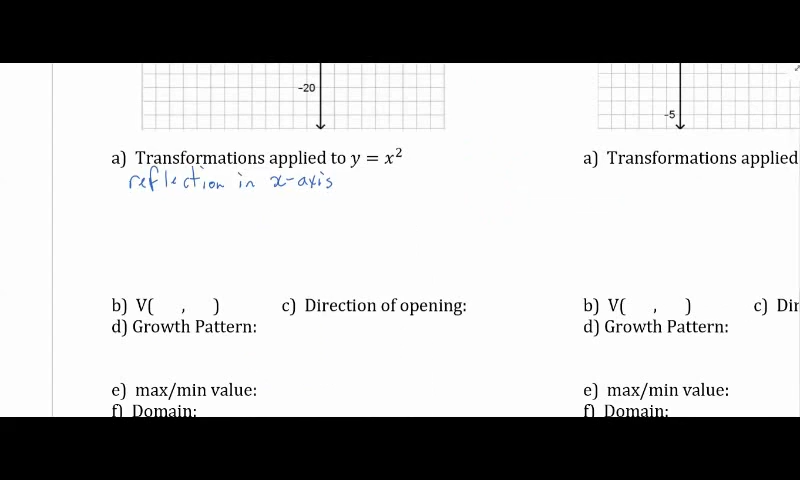 -20
-5
a) Transformations applied to y = x²
reflection in x-axis
b) V( , ) c) Direction of opening:
d) Growth Pattern:
e) max/min value:
f) Domain:
a) Transformations applied
b) V( , ) c) Dir
d) Growth Pattern:
e) max/min value:
f) Domain: